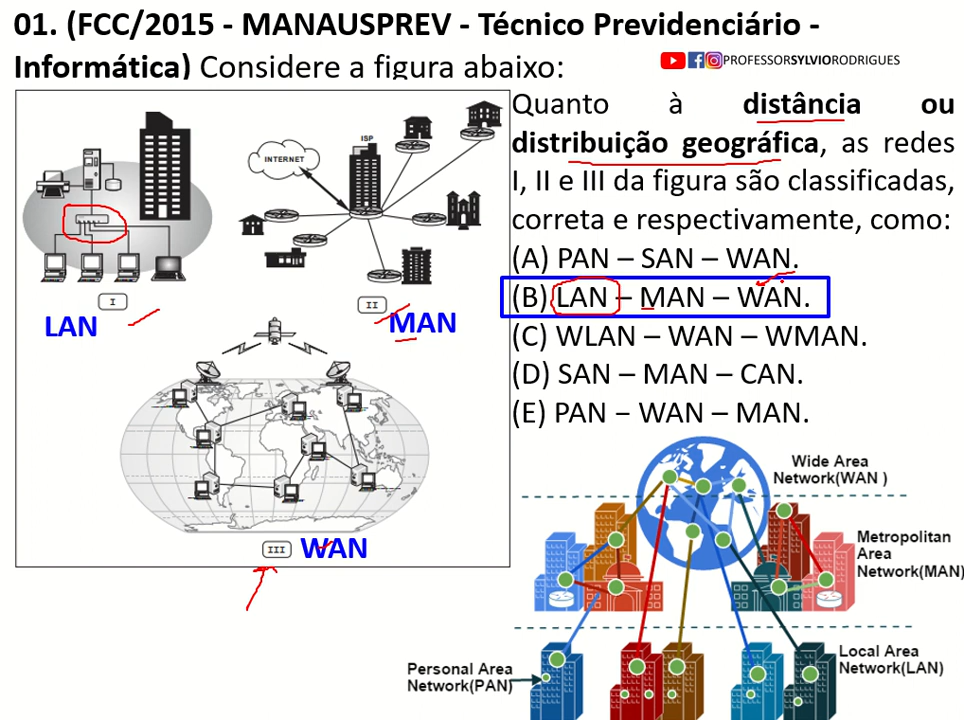 01. (FCC/2015 - MANAUSPREV - Técnico Previdenciário -
Informática) Considere a figura abaixo:
PROFESSORSYLVIORODRIGUES
INTERNET
ISP
I
II
LAN
MAN
III
WAN
Quanto à distância ou
distribuição geográfica, as redes
I, II e III da figura são classificadas,
correta e respectivamente, como:
(A) PAN – SAN – WAN.
(B) LAN – MAN – WAN.
(C) WLAN – WAN – WMAN.
(D) SAN – MAN – CAN.
(E) PAN – WAN – MAN.
Wide Area
Network(WAN )
Metropolitan
Area
Network(MAN)
Local Area
Network(LAN)
Personal Area
Network(PAN)